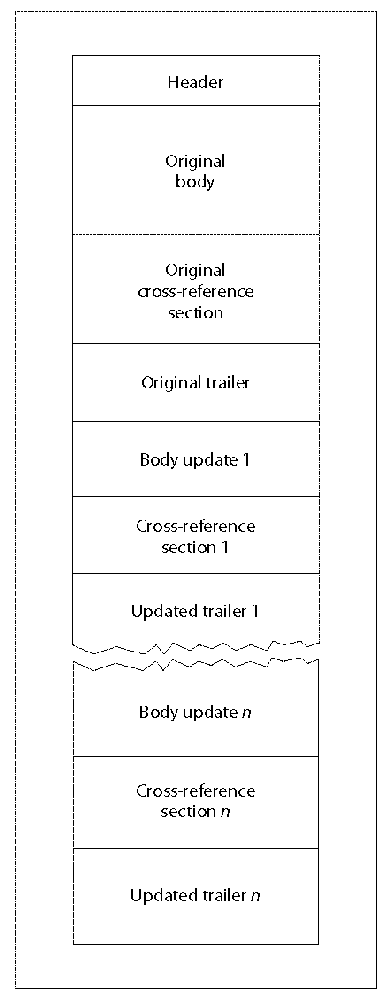 Header
Original
body
Original
cross-reference
section
Original trailer
Body update 1
Cross-reference
section 1
Updated trailer 1
Body update n
Cross-reference
section n
Updated trailer n